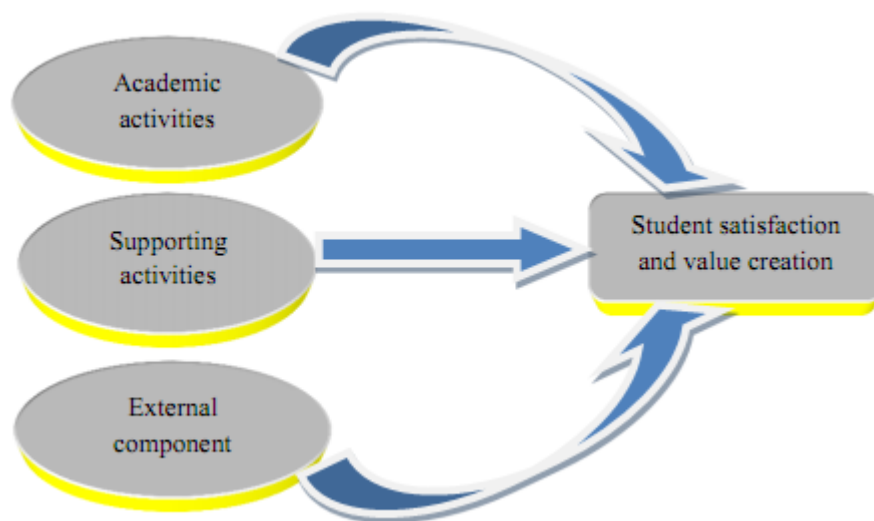 Academic
activities
Supporting
activities
Student satisfaction
and value creation
External
component